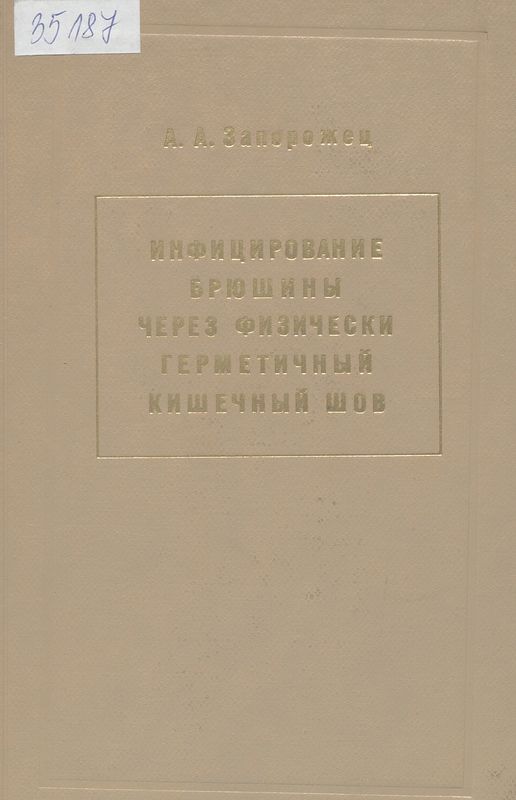 35187
А. А. Запорожец
ИНФИЦИРОВАНИЕ
БРЮШИНЫ
ЧЕРЕЗ ФИЗИЧЕСКИ
ГЕРМЕТИЧНЫЙ
КИШЕЧНЫЙ ШОВ